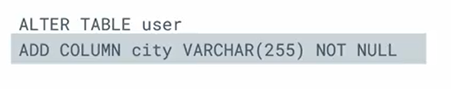 ALTER TABLE user
ADD COLUMN city VARCHAR(255) NOT NULL